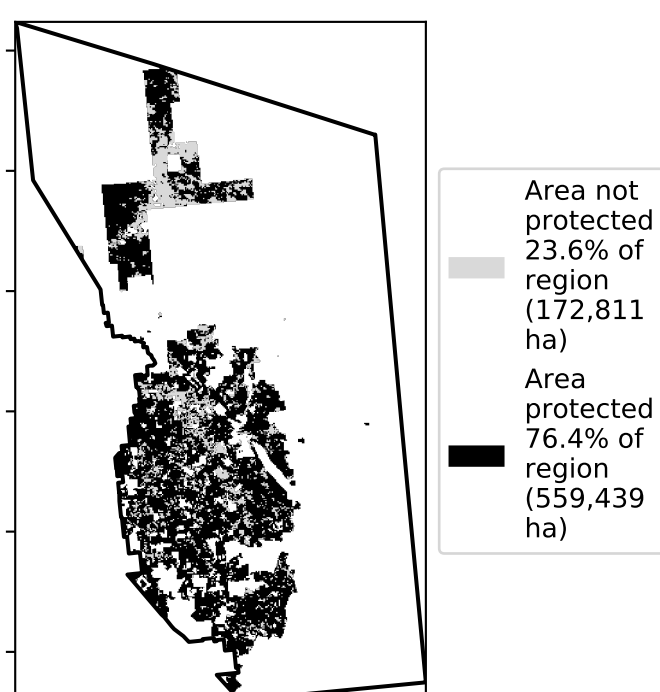 Area not
protected
23.6% of
region
(172,811
ha)
Area
protected
76.4% of
region
(559,439
ha)